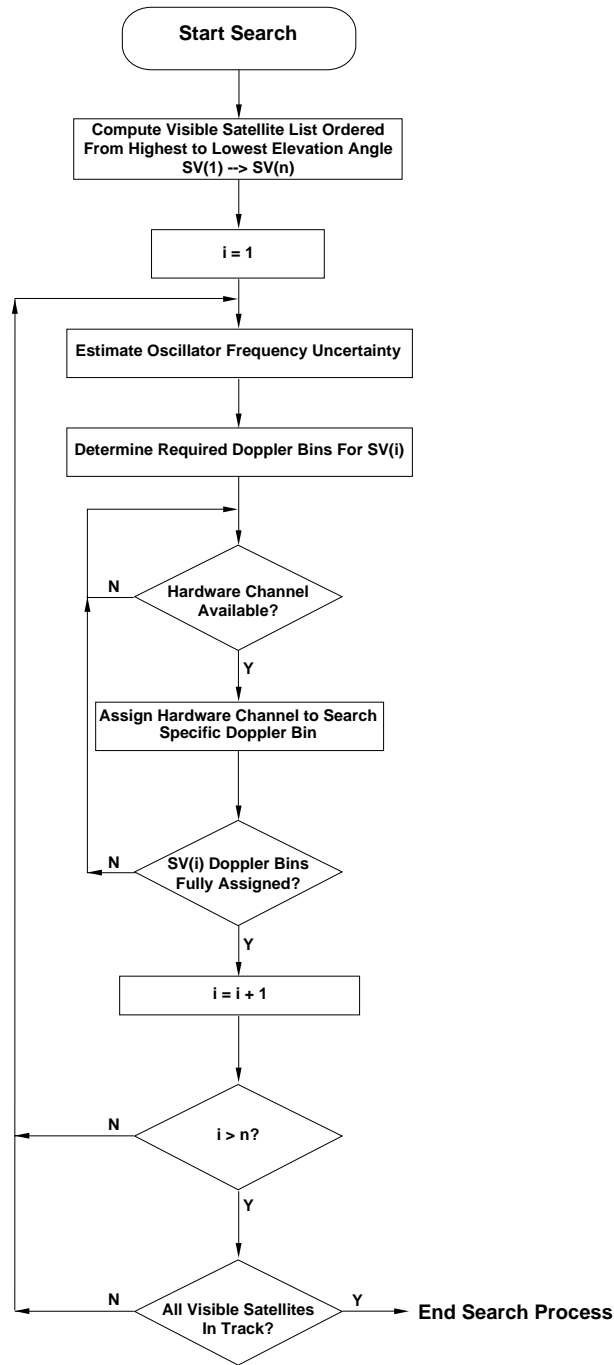 Start Search
Compute Visible Satellite List Ordered
From Highest to Lowest Elevation Angle
SV(1) --> SV(n)
i = 1
Estimate Oscillator Frequency Uncertainty
Determine Required Doppler Bins For SV(i)
N
Hardware Channel
Available?
Y
Assign Hardware Channel to Search
Specific Doppler Bin
N
SV(i) Doppler Bins
Fully Assigned?
Y
i = i + 1
N
i > n?
Y
N
All Visible Satellites
In Track?
Y
End Search Process